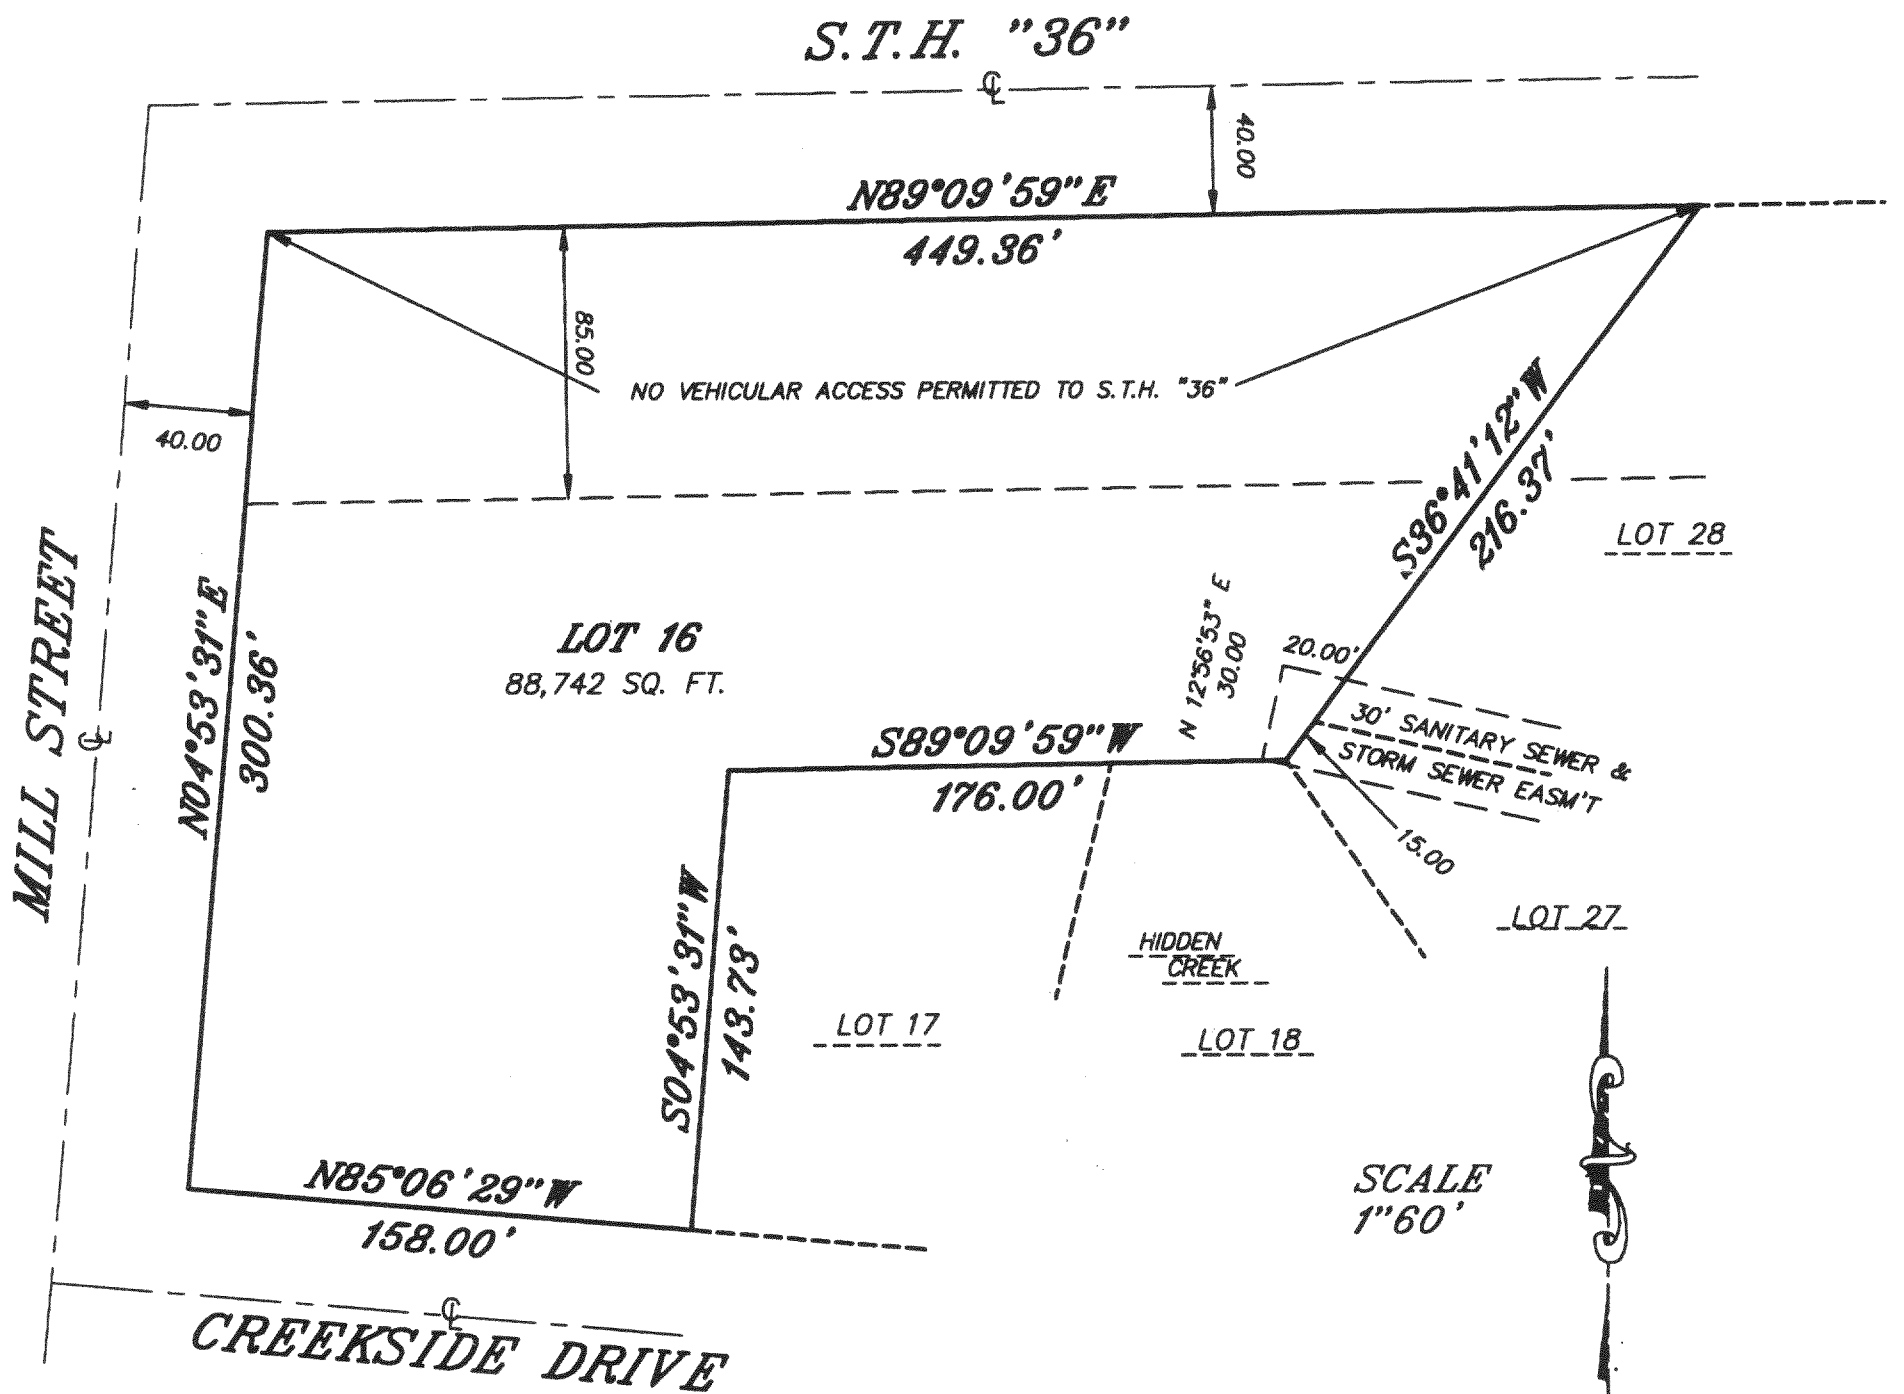 S.T.H. "36"
℄
40.00
N89°09'59"E
449.36'
85.00
NO VEHICULAR ACCESS PERMITTED TO S.T.H. "36"
40.00
S36°41'12"W
216.37'
LOT 28
MILL STREET
℄
N04°53'31"E
300.36'
LOT 16
88,742 SQ. FT.
N 12°56'53" E
30.00
20.00'
30' SANITARY SEWER &
STORM SEWER EASM'T
15.00
S89°09'59"W
176.00'
S04°53'31"W
143.73'
LOT 27
HIDDEN
CREEK
LOT 17
LOT 18
N85°06'29"W
158.00'
SCALE
1"60'
℄
CREEKSIDE DRIVE